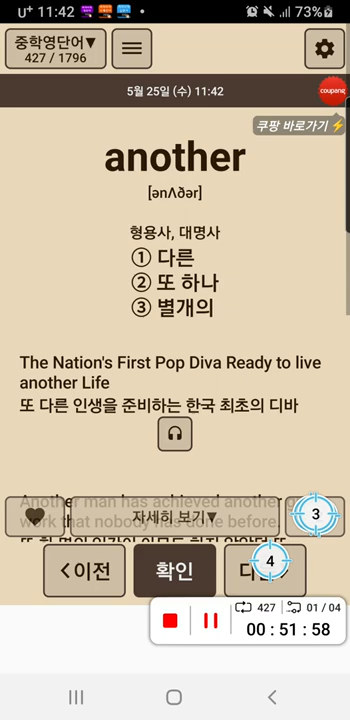 U+ 11:42 73%
중학영단어▼
427 / 1796
5월 25일 (수) 11:42
coupang
쿠팡 바로가기⚡
another
[ənΛðər]
형용사, 대명사
① 다른
② 또 하나
③ 별개의
The Nation's First Pop Diva Ready to live
another Life
또 다른 인생을 준비하는 한국 최초의 디바
Another man has achieved another
자세히 보기▼
3
work that nobody has done before.
<이전
확인
4
427 01 / 04
00 : 51 : 58